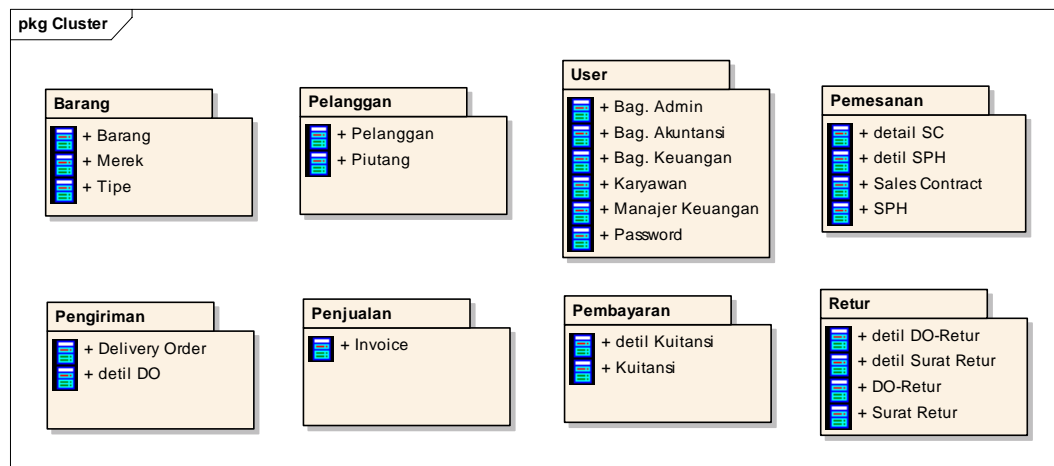 pkg Cluster
Barang
+ Barang
+ Merek
+ Tipe
Pelanggan
+ Pelanggan
+ Piutang
User
+ Bag. Admin
+ Bag. Akuntansi
+ Bag. Keuangan
+ Karyawan
+ Manajer Keuangan
+ Password
Pemesanan
+ detail SC
+ detil SPH
+ Sales Contract
+ SPH
Pengiriman
+ Delivery Order
+ detil DO
Penjualan
+ Invoice
Pembayaran
+ detil Kuitansi
+ Kuitansi
Retur
+ detil DO-Retur
+ detil Surat Retur
+ DO-Retur
+ Surat Retur